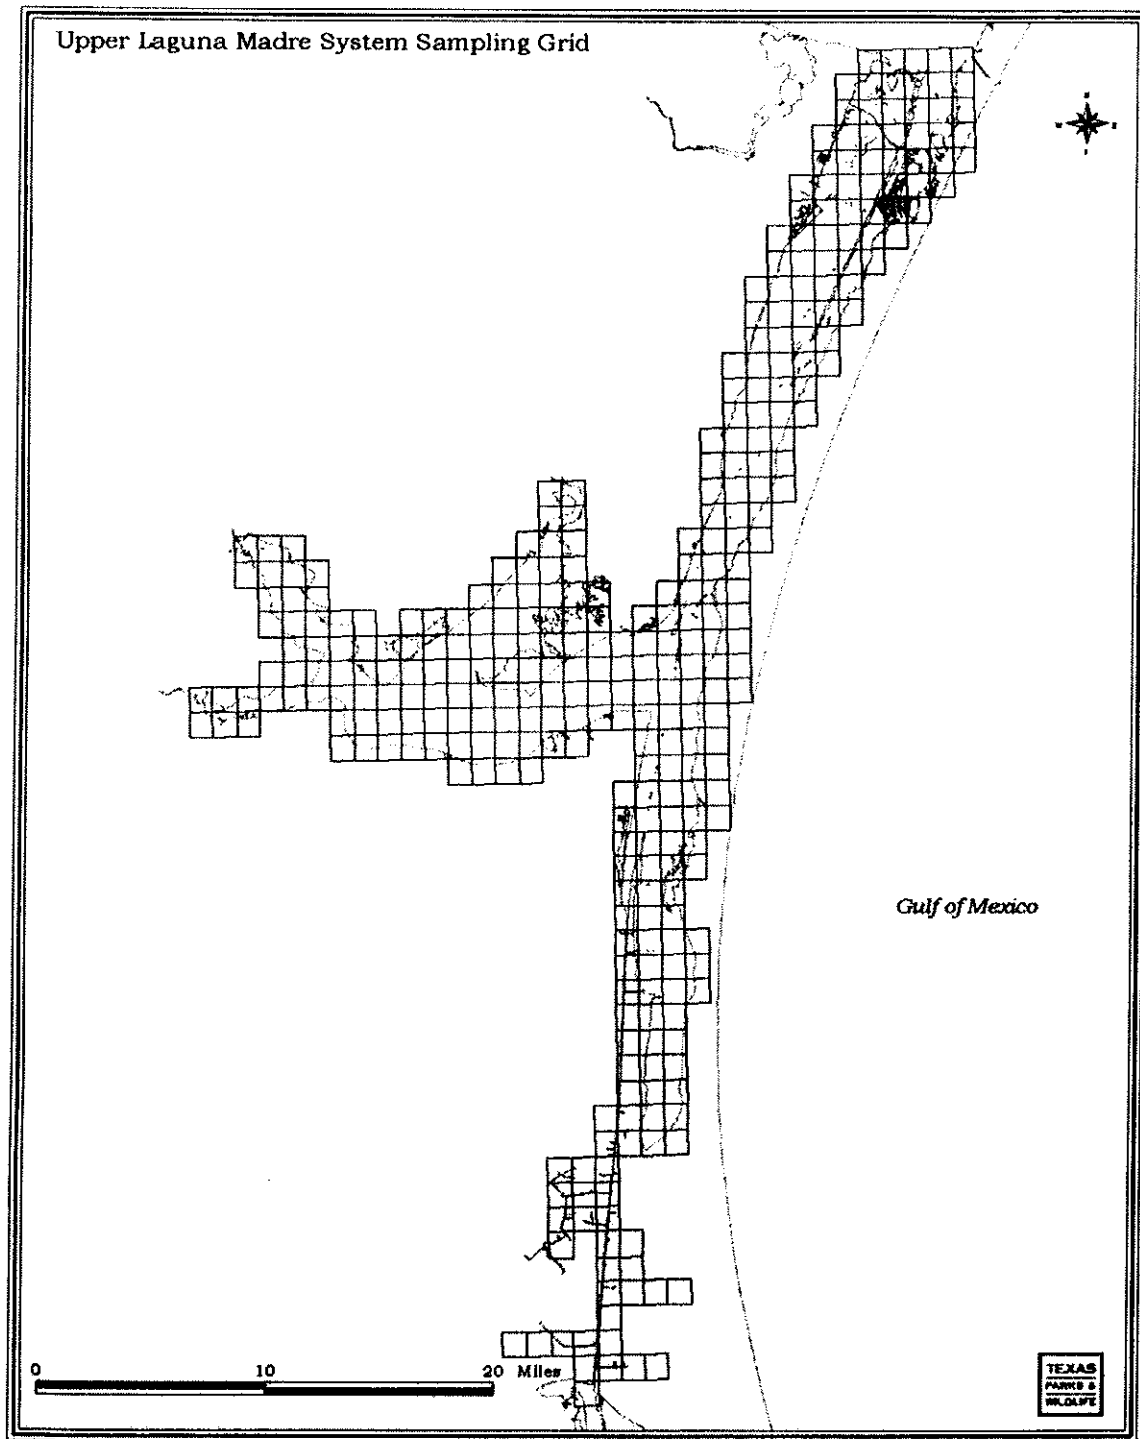 Upper Laguna Madre System Sampling Grid
Gulf of Mexico
0 10 20 Miles
TEXAS
PARKS &
WILDLIFE